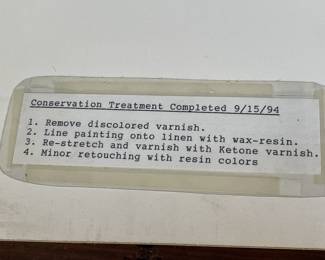 Conservation Treatment Completed 9/15/94
1. Remove discolored varnish.
2. Line painting onto linen with wax-resin.
3. Re-stretch and varnish with Ketone varnish.
4. Minor retouching with resin colors